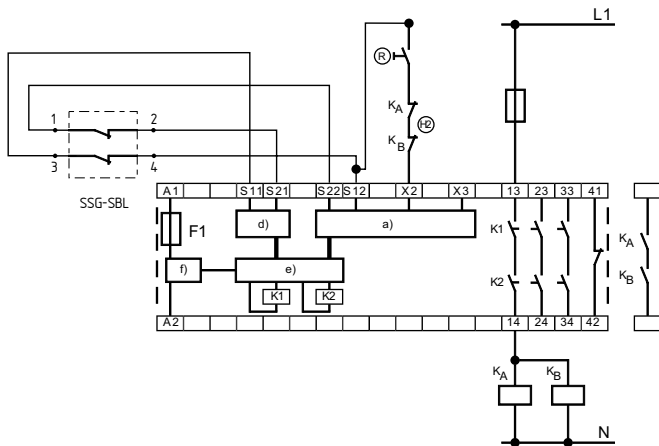 L1
R
KA
H2
KB
1 2
3 4
SSG-SBL
A1 S11 S21 S22 S12 X2 X3 13 23 33 41
F1
d) a)
K1
KA
f) e)
K1 K2
K2
KB
A2 14 24 34 42
KA KB
N